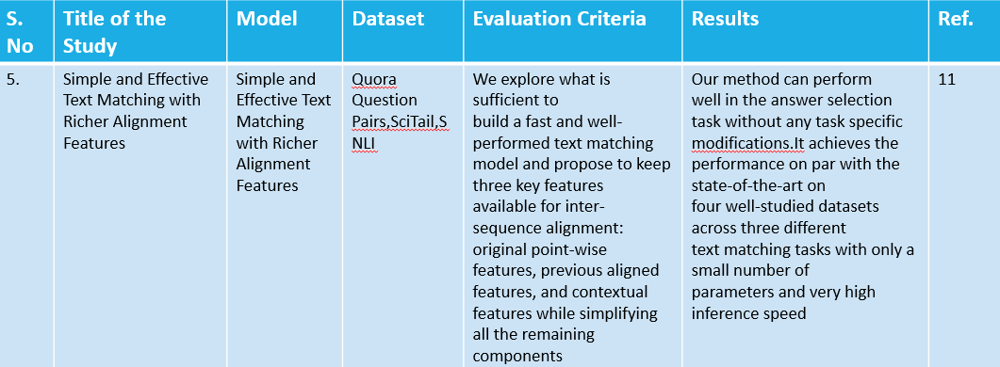 S. No
Title of the Study
Model
Dataset
Evaluation Criteria
Results
Ref.
5.
Simple and Effective
Text Matching with
Richer Alignment
Features
Simple and
Effective Text
Matching
with Richer
Alignment
Features
Quora
Question
Pairs,SciTail,S
NLI
We explore what is
sufficient to
build a fast and well-
performed text matching
model and propose to keep
three key features
available for inter-
sequence alignment:
original point-wise
features, previous aligned
features, and contextual
features while simplifying
all the remaining
components
Our method can perform
well in the answer selection
task without any task specific
modifications.It achieves the
performance on par with the
state-of-the-art on
four well-studied datasets
across three different
text matching tasks with only a
small number of
parameters and very high
inference speed
11